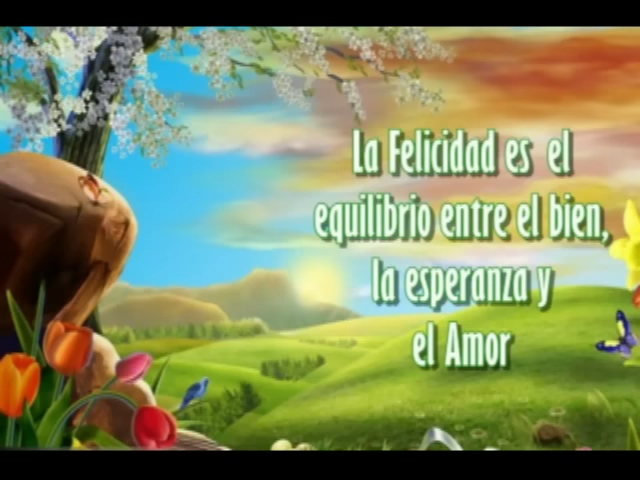 La Felicidad es el
equilibrio entre el bien,
la esperanza y
el Amor